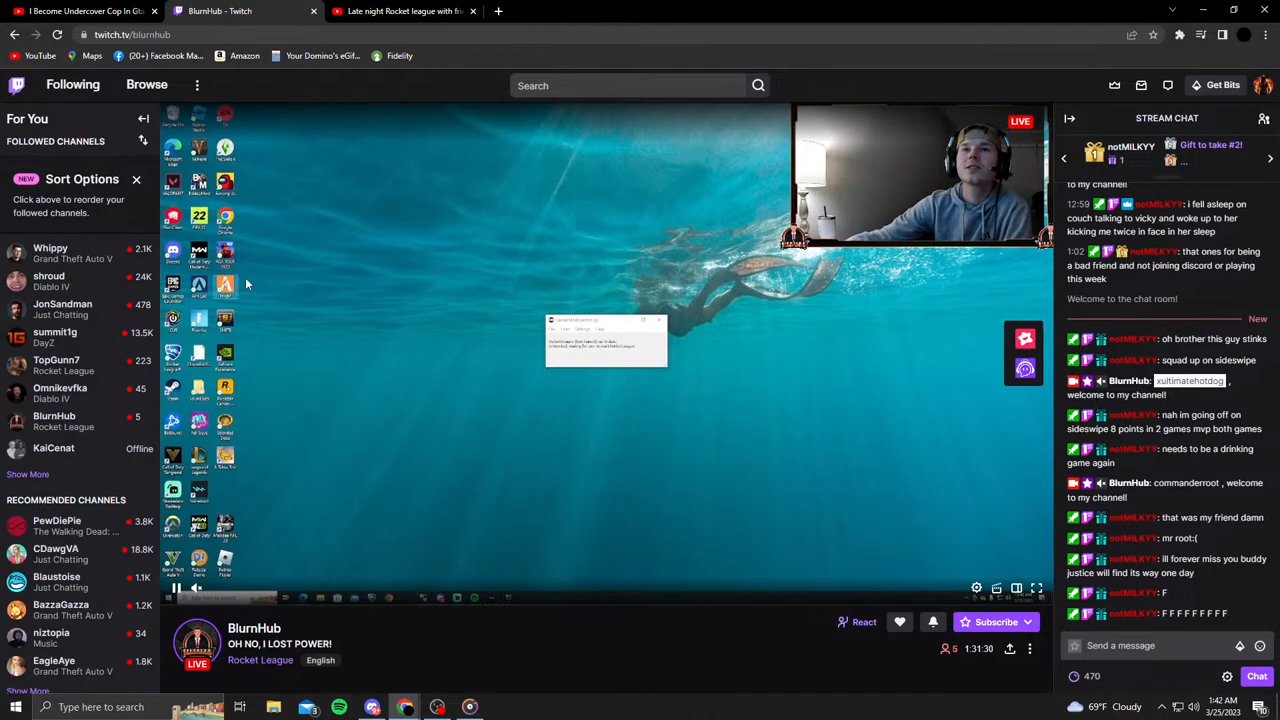 I Become Undercover Cop In Gta
BlurnHub - Twitch
Late night Rocket league with fri
twitch.tv/blurnhub
YouTube
Maps
(20+) Facebook Ma...
Amazon
Your Domino's eGif...
Fidelity
Following
Browse
Search
Get Bits
For You
FOLLOWED CHANNELS
NEW
Sort Options
Click above to reorder your
followed channels.
Whippy
2.1K
Grand Theft Auto V
shroud
24K
Diablo IV
JonSandman
478
Just Chatting
summit1g
13.5K
DayZ
TopCam77
21
Rocket League
Omnikevfka
45
Diablo IV
BlurnHub
5
Rocket League
KaiCenat
Offline
Show More
RECOMMENDED CHANNELS
PewDiePie
3.8K
The Walking Dead: ...
CDawgVA
18.8K
Just Chatting
Blaustoise
1.1K
Just Chatting
BazzaGazza
Grand Theft Auto V
niztopia
34
Music
EagleAye
1.8K
Rocket League
Show More
LIVE
LIVE
BlurnHub
OH NO, I LOST POWER!
Rocket League
English
React
Subscribe
5
1:31:30
STREAM CHAT
notMILKYY
1
Gift to take #2!
...
to my channel!
12:59 notMILKYY: i fell asleep on
couch talking to vicky and woke up to her
kicking me twice in face in her sleep
1:02 notMILKYY: that ones for being
a bad friend and not joining discord or playing
this week
Welcome to the chat room!
New
notMILKYY: oh brother this guy stinks
notMILKYY: squad up on sideswipe
BlurnHub: xultimatehotdog ,
welcome to my channel!
notMILKYY: nah im going off on
sideswipe 8 points in 2 games mvp both games
notMILKYY: needs to be a drinking
game again
BlurnHub: commanderroot , welcome
to my channel!
notMILKYY: that was my friend damn
notMILKYY: mr root:(
notMILKYY: ill forever miss you buddy
justice will find its way one day
notMILKYY: F
notMILKYY: F F F F F F F F F
Send a message
470
Chat
Type here to search
69°F Cloudy
1:42 AM
3/25/2023